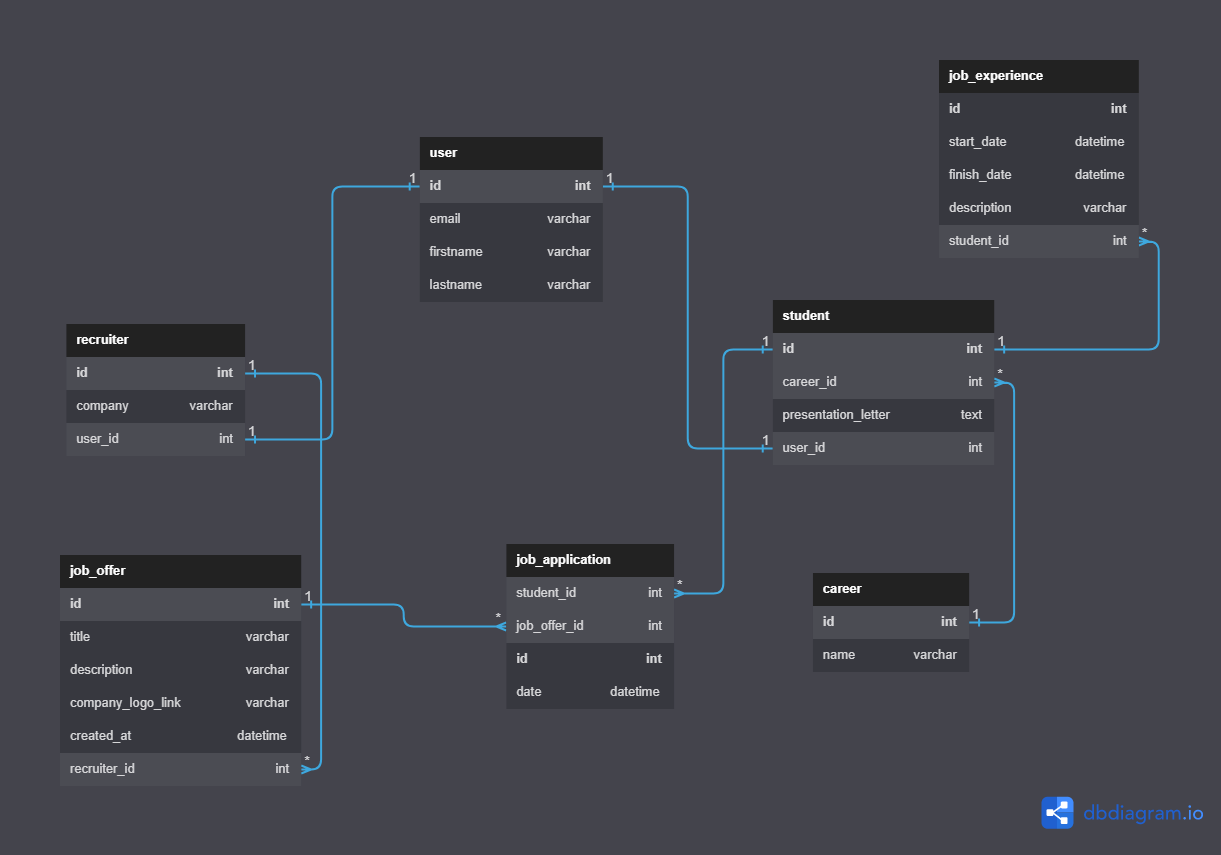 job_experience
id int
start_date datetime
finish_date datetime
description varchar
student_id int
*
user
1 id int 1
email varchar
firstname varchar
lastname varchar
student
1 id int 1
career_id int *
presentation_letter text
1 user_id int
recruiter
id int 1
company varchar
user_id int 1
job_offer
id int 1
title varchar
description varchar
company_logo_link varchar
created_at datetime
recruiter_id int *
job_application
student_id int *
* job_offer_id int
id int
date datetime
career
id int 1
name varchar
dbdiagram.io